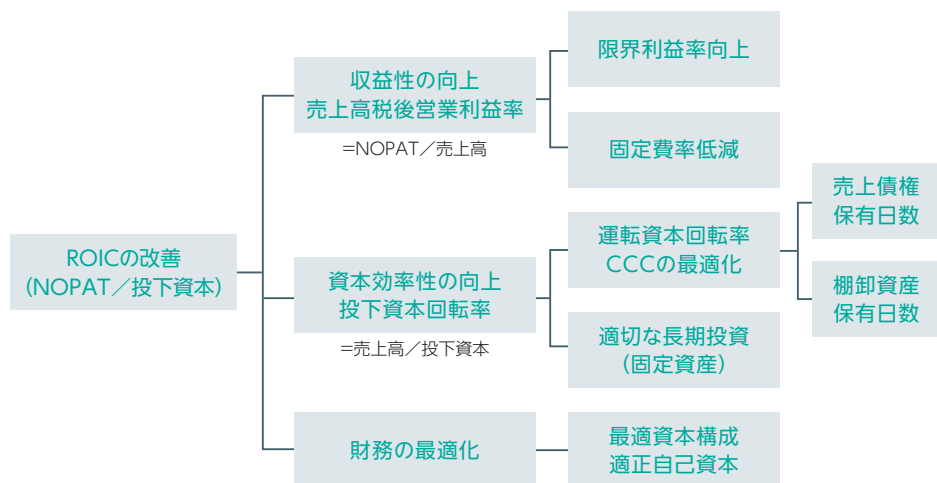 ROICの改善
(NOPAT／投下資本)
収益性の向上
売上高税後営業利益率
=NOPAT／売上高
限界利益率向上
固定費率低減
資本効率性の向上
投下資本回転率
=売上高／投下資本
運転資本回転率
CCCの最適化
売上債権
保有日数
棚卸資産
保有日数
適切な長期投資
(固定資産)
財務の最適化
最適資本構成
適正自己資本